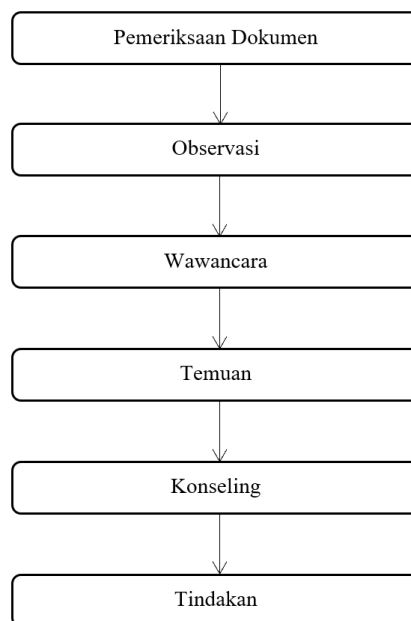 Pemeriksaan Dokumen
Observasi
Wawancara
Temuan
Konseling
Tindakan